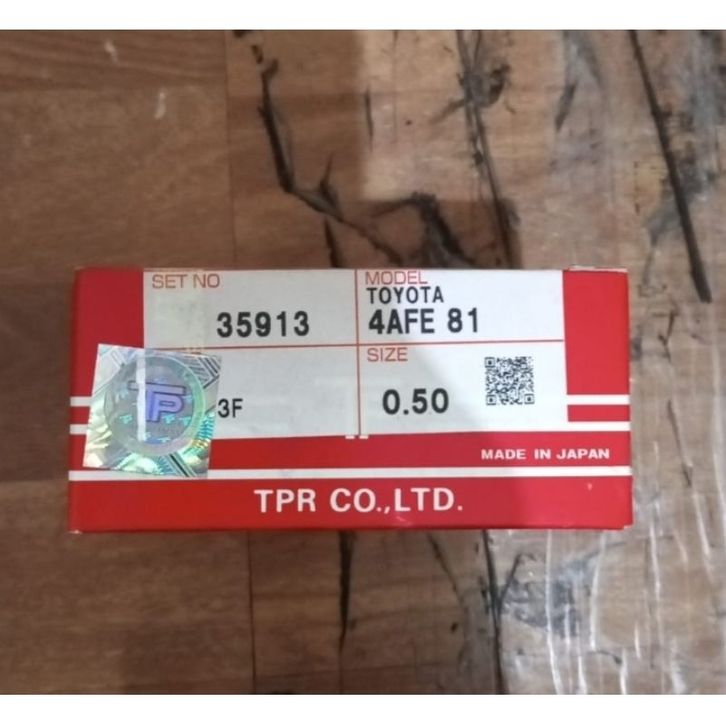 SET NO
35913
MODEL
TOYOTA
4AFE 81
3F
SIZE
0.50
TP
MADE IN JAPAN
TPR CO.,LTD.